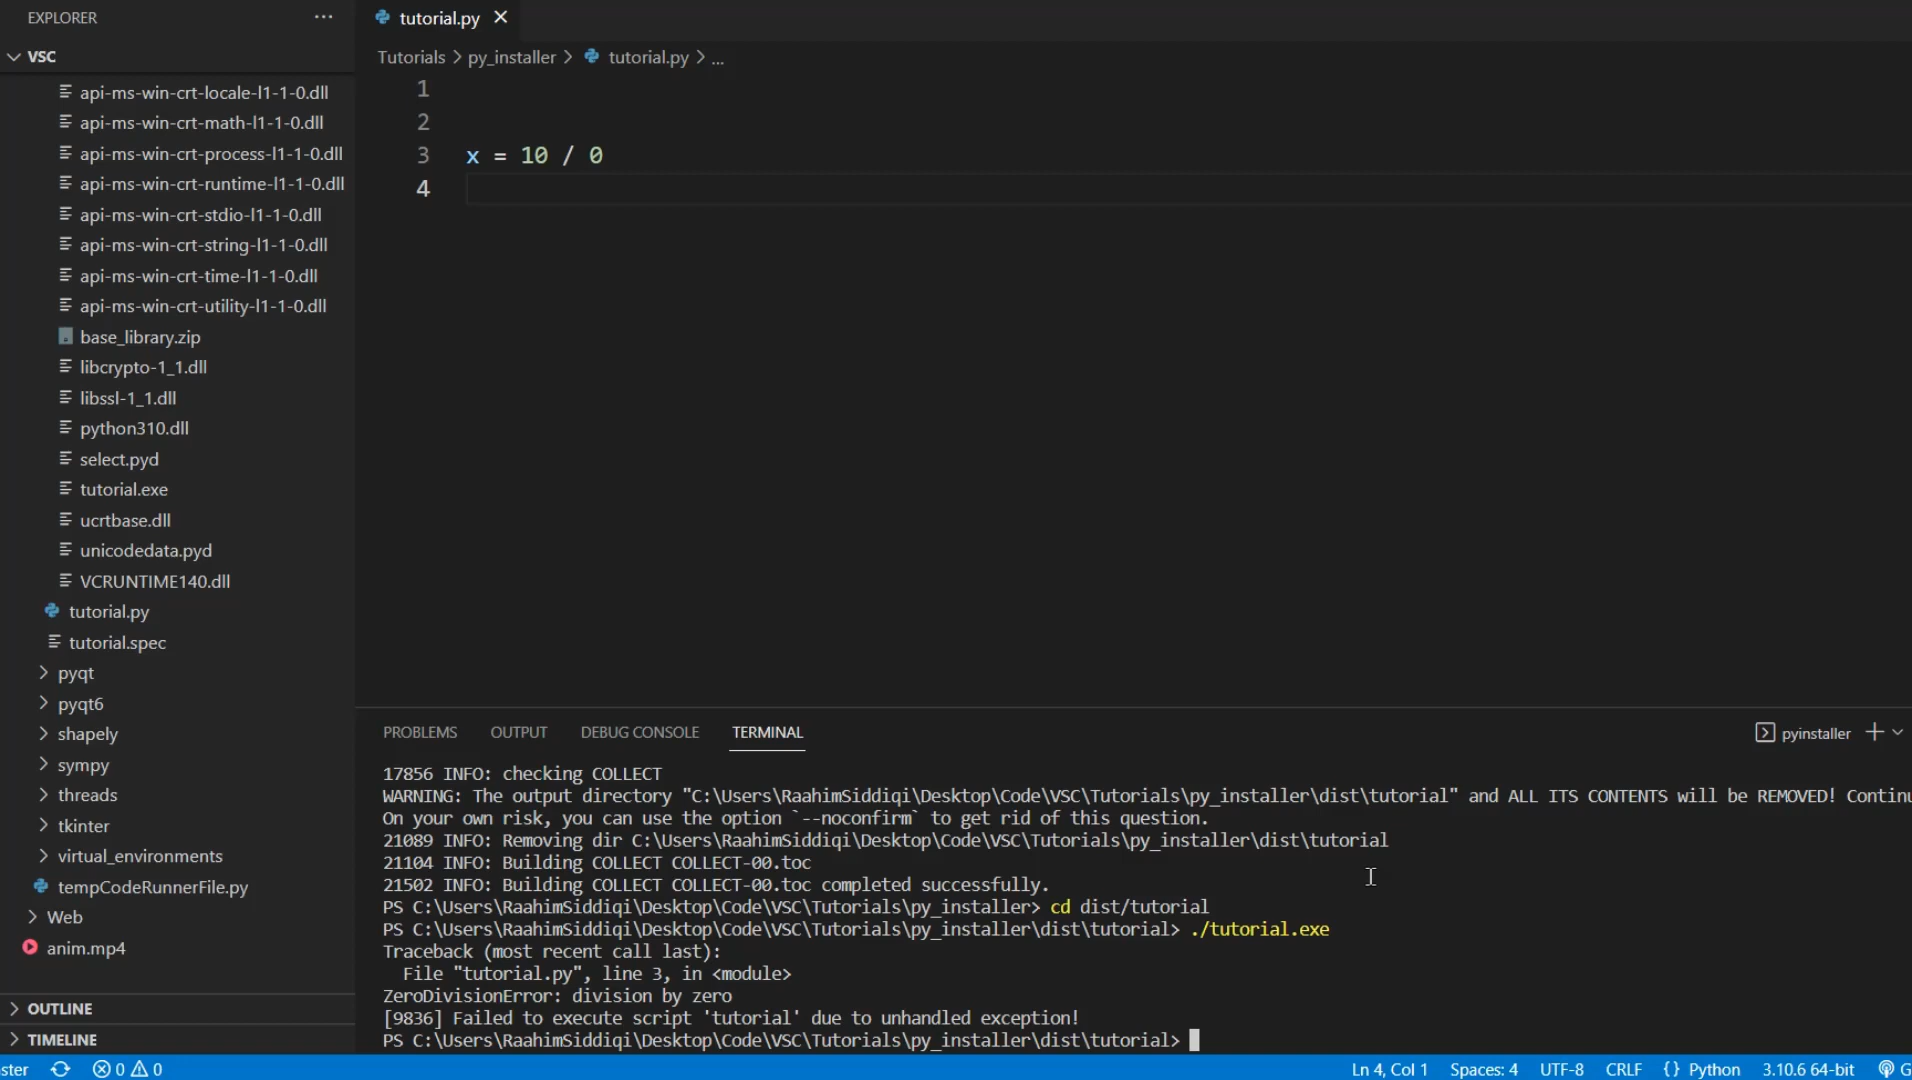 EXPLORER
...
VSC
api-ms-win-crt-locale-l1-1-0.dll
api-ms-win-crt-math-l1-1-0.dll
api-ms-win-crt-process-l1-1-0.dll
api-ms-win-crt-runtime-l1-1-0.dll
api-ms-win-crt-stdio-l1-1-0.dll
api-ms-win-crt-string-l1-1-0.dll
api-ms-win-crt-time-l1-1-0.dll
api-ms-win-crt-utility-l1-1-0.dll
base_library.zip
libcrypto-1_1.dll
libssl-1_1.dll
python310.dll
select.pyd
tutorial.exe
ucrtbase.dll
unicodedata.pyd
VCRUNTIME140.dll
tutorial.py
tutorial.spec
pyqt
pyqt6
shapely
sympy
threads
tkinter
virtual_environments
tempCodeRunnerFile.py
Web
anim.mp4
OUTLINE
TIMELINE
tutorial.py
Tutorials > py_installer > tutorial.py > ...
1
2
3 x = 10 / 0
4
PROBLEMS OUTPUT DEBUG CONSOLE TERMINAL
pyinstaller
17856 INFO: checking COLLECT
WARNING: The output directory "C:\Users\RaahimSiddiqi\Desktop\Code\VSC\Tutorials\py_installer\dist\tutorial" and ALL ITS CONTENTS will be REMOVED! Continu
On your own risk, you can use the option `--noconfirm` to get rid of this question.
21089 INFO: Removing dir C:\Users\RaahimSiddiqi\Desktop\Code\VSC\Tutorials\py_installer\dist\tutorial
21104 INFO: Building COLLECT COLLECT-00.toc
21502 INFO: Building COLLECT COLLECT-00.toc completed successfully.
PS C:\Users\RaahimSiddiqi\Desktop\Code\VSC\Tutorials\py_installer> cd dist/tutorial
PS C:\Users\RaahimSiddiqi\Desktop\Code\VSC\Tutorials\py_installer\dist\tutorial> ./tutorial.exe
Traceback (most recent call last):
File "tutorial.py", line 3, in <module>
ZeroDivisionError: division by zero
[9836] Failed to execute script 'tutorial' due to unhandled exception!
PS C:\Users\RaahimSiddiqi\Desktop\Code\VSC\Tutorials\py_installer\dist\tutorial>
ster 0 0 Ln 4, Col 1 Spaces: 4 UTF-8 CRLF {} Python 3.10.6 64-bit G